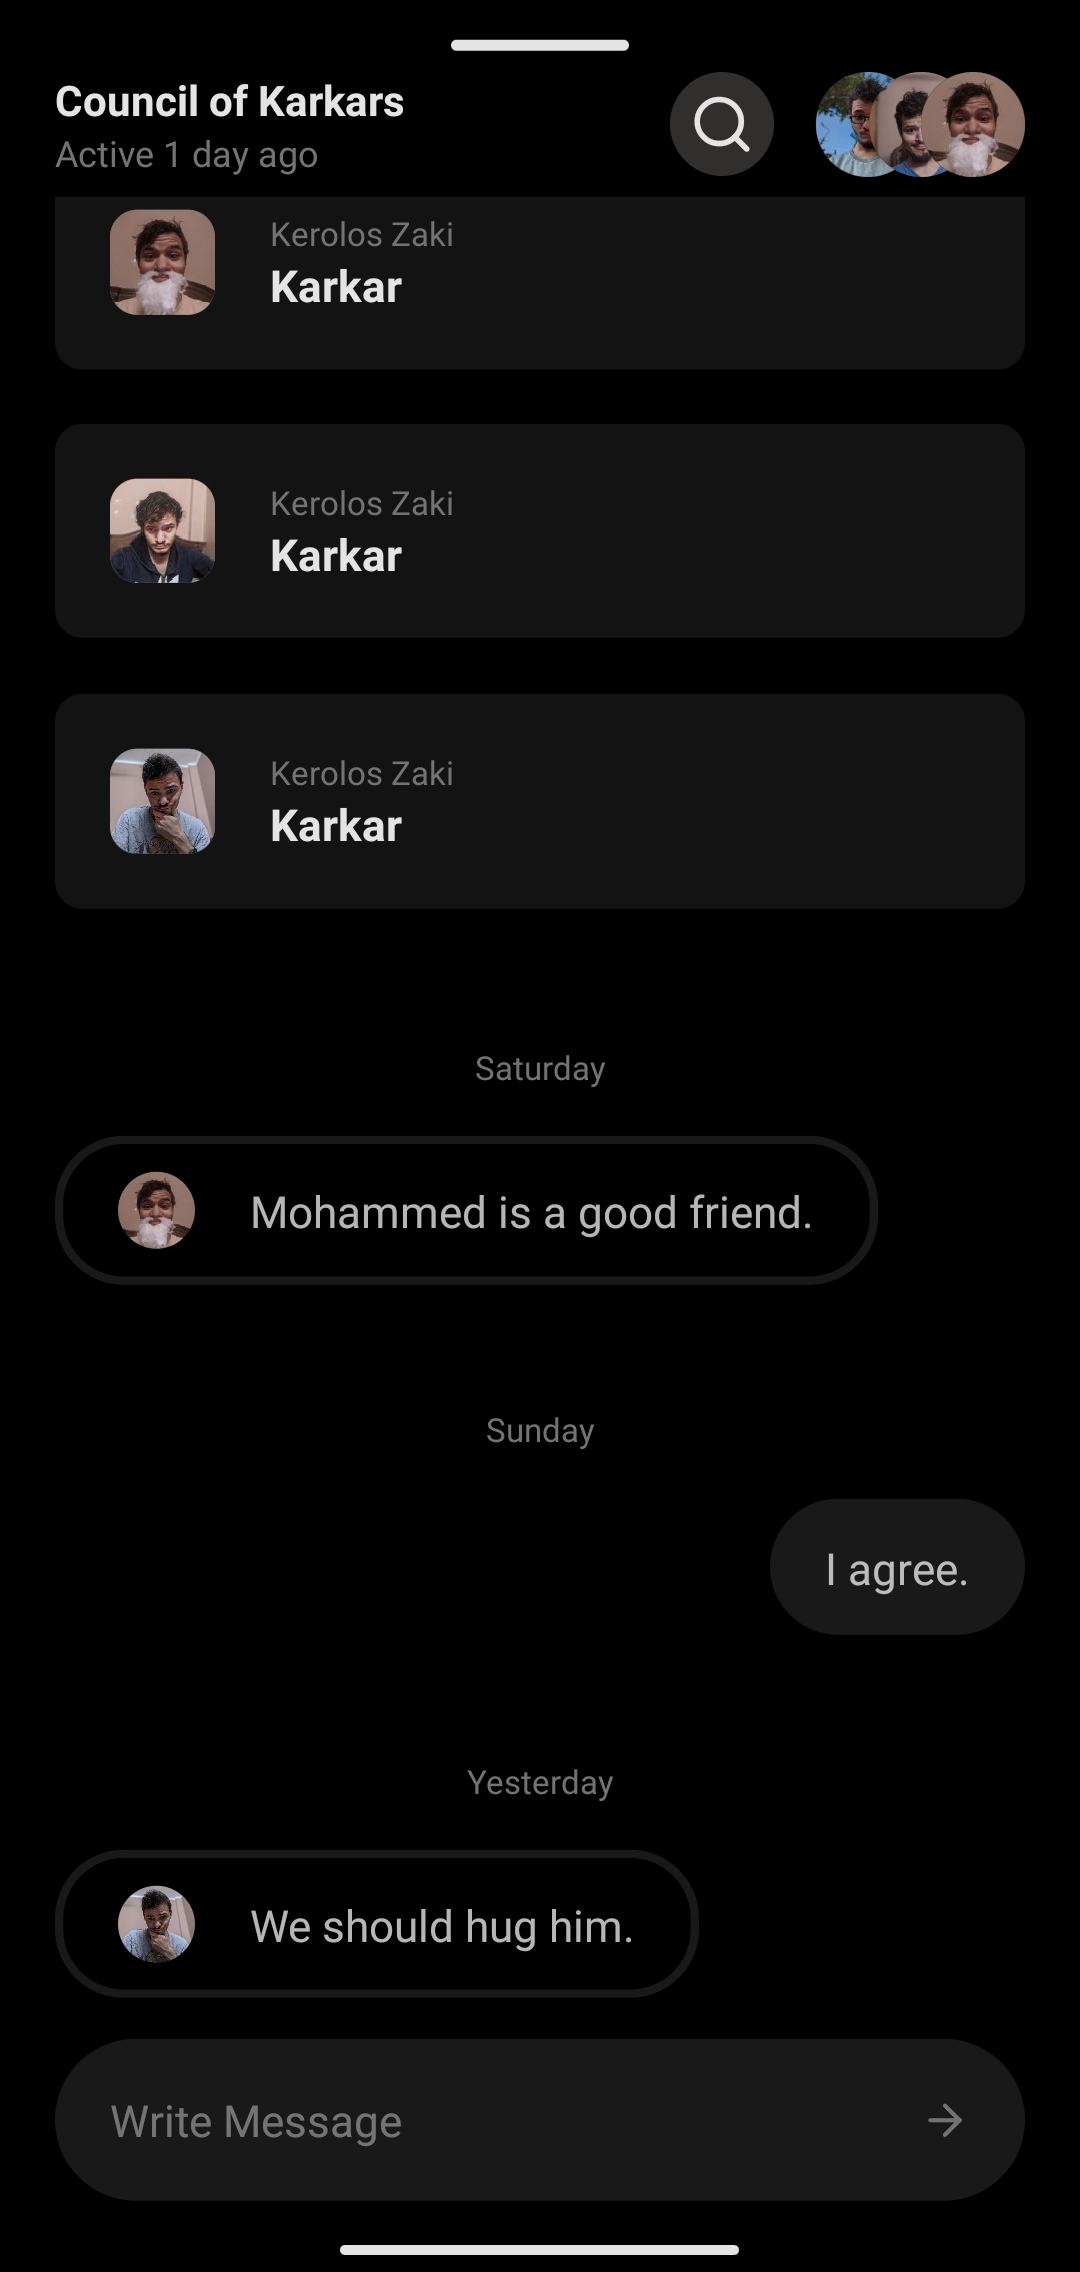 Council of Karkars
Active 1 day ago
Kerolos Zaki
Karkar
Kerolos Zaki
Karkar
Kerolos Zaki
Karkar
Saturday
Mohammed is a good friend.
Sunday
I agree.
Yesterday
We should hug him.
Write Message